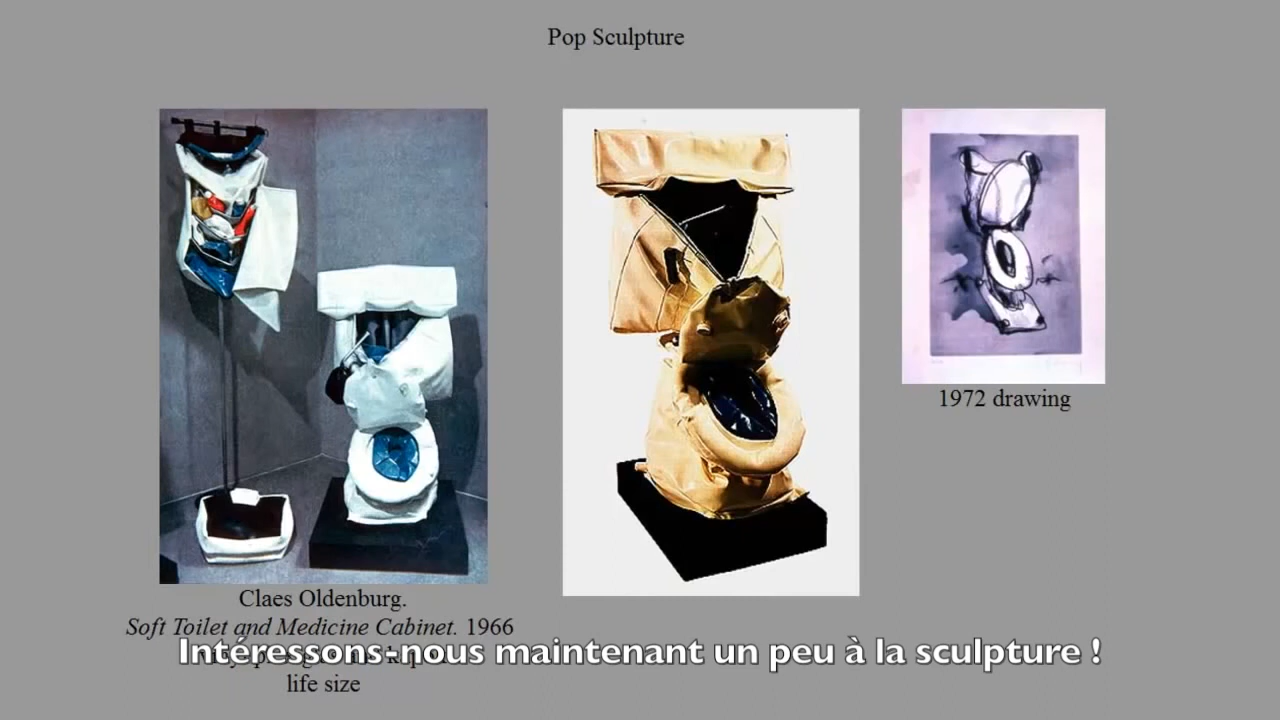 Pop Sculpture
1972 drawing
Claes Oldenburg.
Soft Toilet and Medicine Cabinet. 1966
Intéressons-nous maintenant un peu à la sculpture !
life size